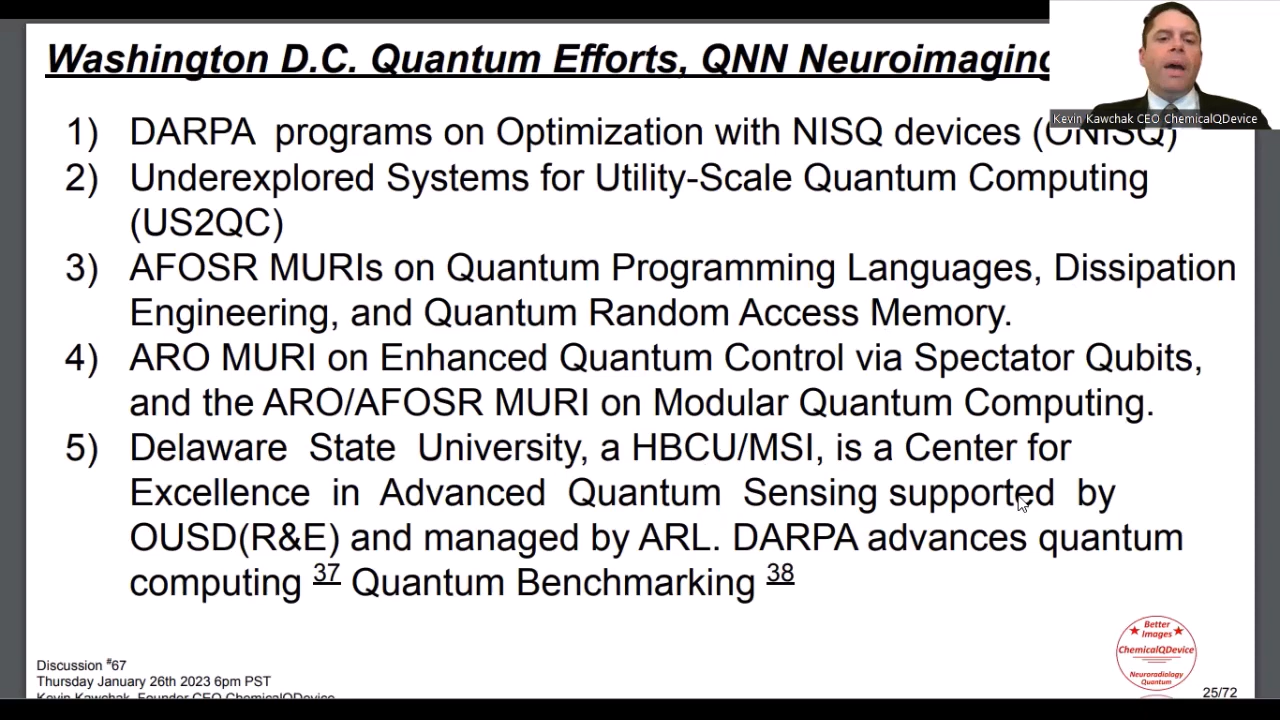 Washington D.C. Quantum Efforts, QNN Neuroimaging
Kevin Kawchak CEO ChemicalQDevice
1) DARPA programs on Optimization with NISQ devices (ONISQ)
2) Underexplored Systems for Utility-Scale Quantum Computing
(US2QC)
3) AFOSR MURIs on Quantum Programming Languages, Dissipation
Engineering, and Quantum Random Access Memory.
4) ARO MURI on Enhanced Quantum Control via Spectator Qubits,
and the ARO/AFOSR MURI on Modular Quantum Computing.
5) Delaware State University, a HBCU/MSI, is a Center for
Excellence in Advanced Quantum Sensing supported by
OUSD(R&E) and managed by ARL. DARPA advances quantum
computing 37 Quantum Benchmarking 38
Better
Images
ChemicalQDevice
Neuroradiology
Quantum
Discussion #67
Thursday January 26th 2023 6pm PST
Kevin Kawchak, Founder CEO ChemicalQDevice
25/72